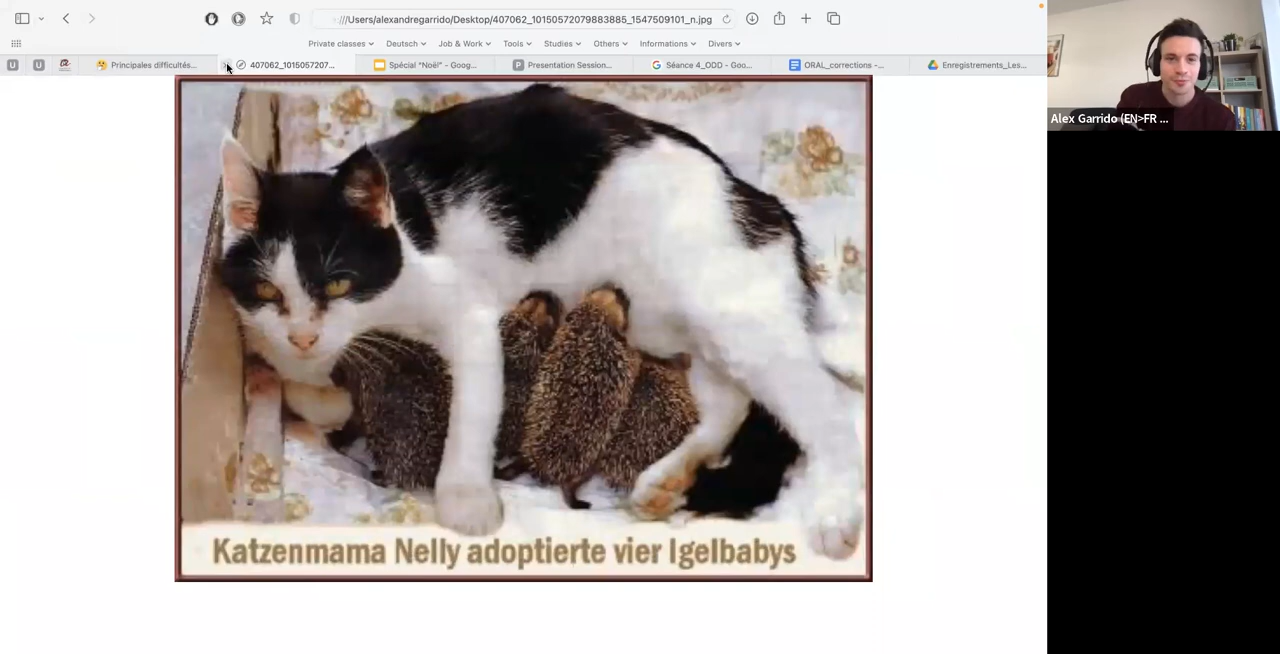 ///Users/alexandregarrido/Desktop/407062_10150572079883885_1547509101_n.jpg
Private classes Deutsch Job & Work Tools Studies Others Informations Divers
Principales difficultés... 407062_1015057207... Spécial "Noël" - Goog... Presentation Session... Séance 4_ODD - Goo... ORAL_corrections -... Enregistrements_Les...
Alex Garrido (EN>FR ...
Katzenmama Nelly adoptierte vier Igelbabys